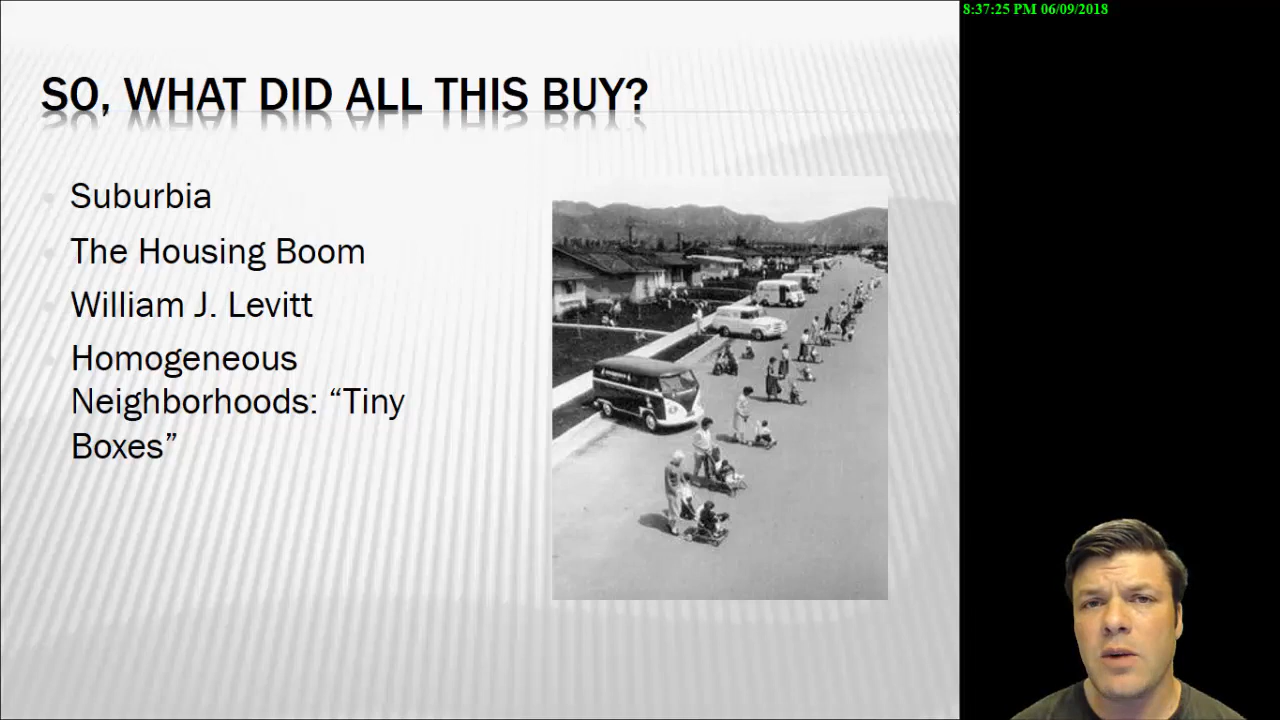 8:37:25 PM 06/09/2018
SO, WHAT DID ALL THIS BUY?
Suburbia
The Housing Boom
William J. Levitt
Homogeneous
Neighborhoods: “Tiny
Boxes”